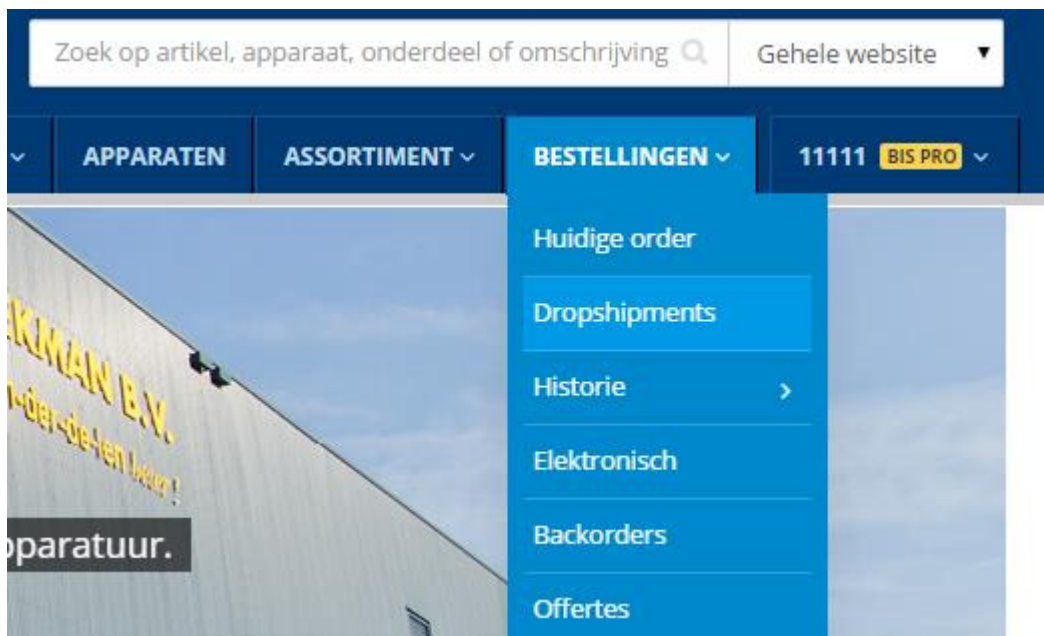 Zoek op artikel, apparaat, onderdeel of omschrijving
Gehele website
APPARATEN
ASSORTIMENT
BESTELLINGEN
11111 BIS PRO
Huidige order
Dropshipments
Historie
Elektronisch
Backorders
Offertes
KMAN B.V.
paratuur.